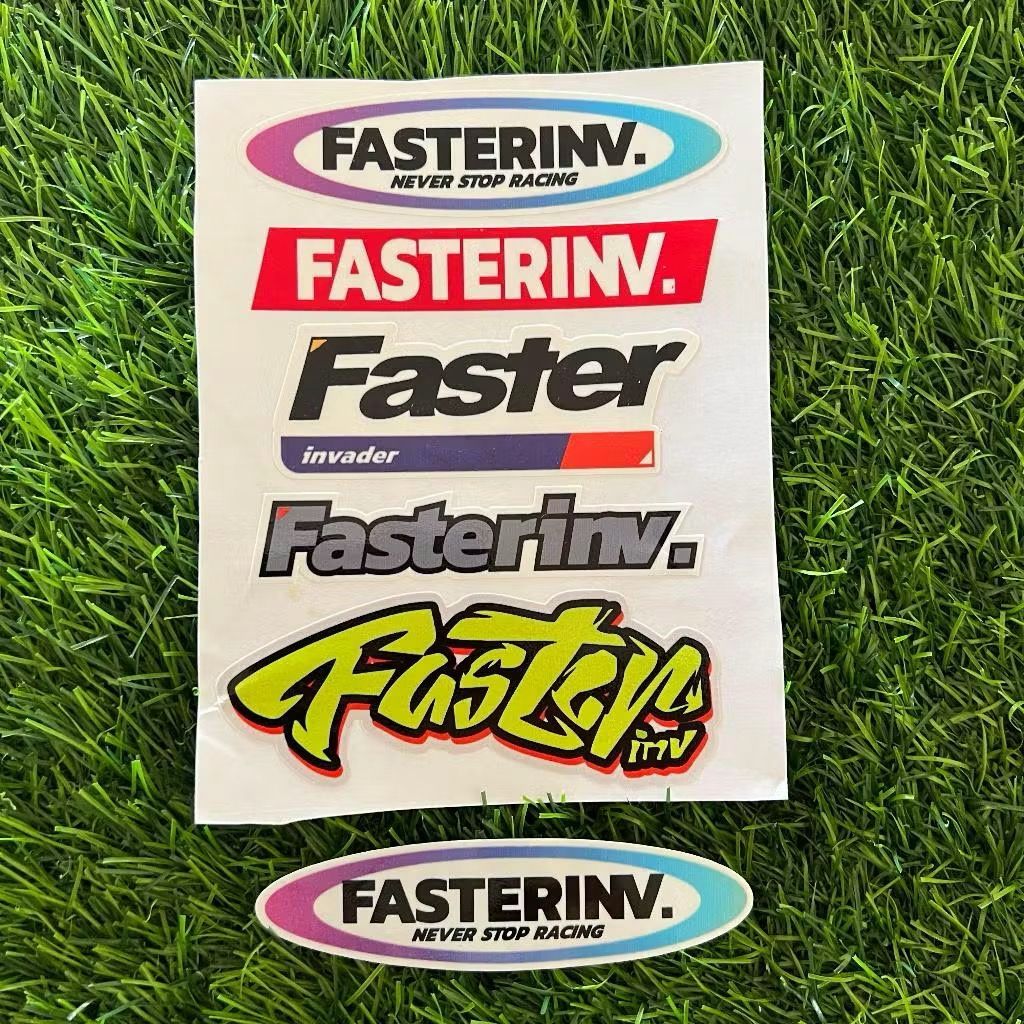 FASTERINV.
NEVER STOP RACING
FASTERINV.
Faster
invader
Fasterinv.
Faster
inv
FASTERINV.
NEVER STOP RACING